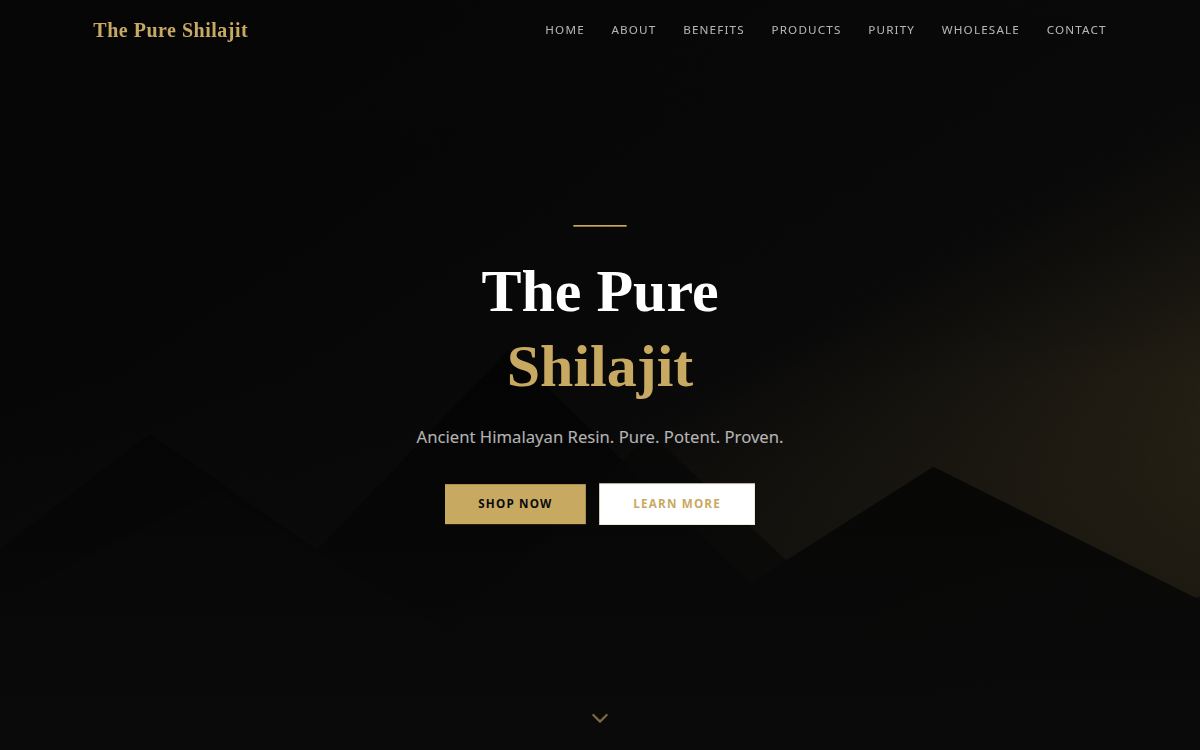 The Pure Shilajit
HOME ABOUT BENEFITS PRODUCTS PURITY WHOLESALE CONTACT
The Pure
Shilajit
Ancient Himalayan Resin. Pure. Potent. Proven.
SHOP NOW
LEARN MORE